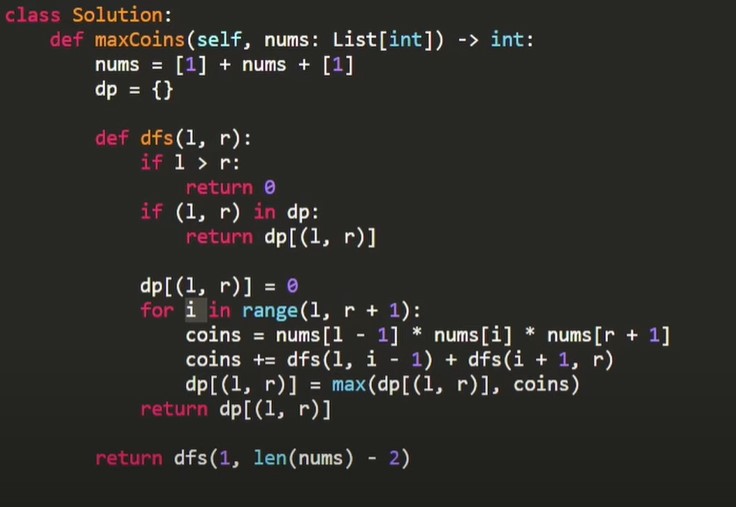 class Solution:
    def maxCoins(self, nums: List[int]) -> int:
        nums = [1] + nums + [1]
        dp = {}
        def dfs(l, r):
            if l > r:
                return 0
            if (l, r) in dp:
                return dp[(l, r)]
            dp[(l, r)] = 0
            for i in range(l, r + 1):
                coins = nums[l - 1] * nums[i] * nums[r + 1]
                coins += dfs(l, i - 1) + dfs(i + 1, r)
                dp[(l, r)] = max(dp[(l, r)], coins)
            return dp[(l, r)]
        return dfs(1, len(nums) - 2)